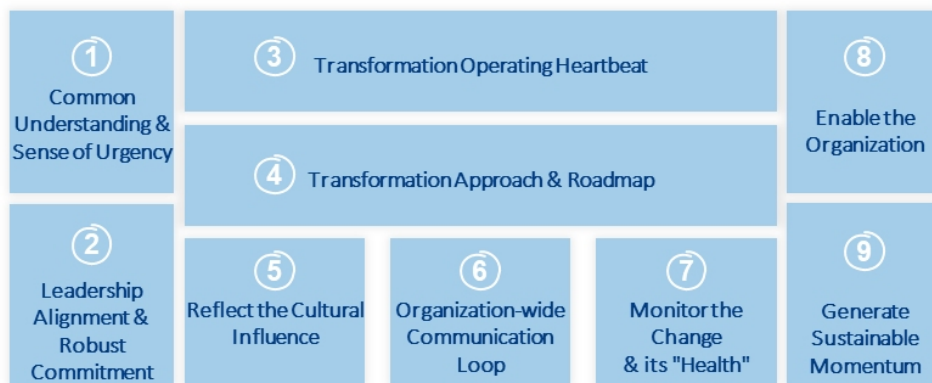 1
Common
Understanding &
Sense of Urgency
2
Leadership
Alignment &
Robust
Commitment
3 Transformation Operating Heartbeat
4 Transformation Approach & Roadmap
5
Reflect the Cultural
Influence
6
Organization-wide
Communication
Loop
7
Monitor the
Change
& its "Health"
8
Enable the
Organization
9
Generate
Sustainable
Momentum